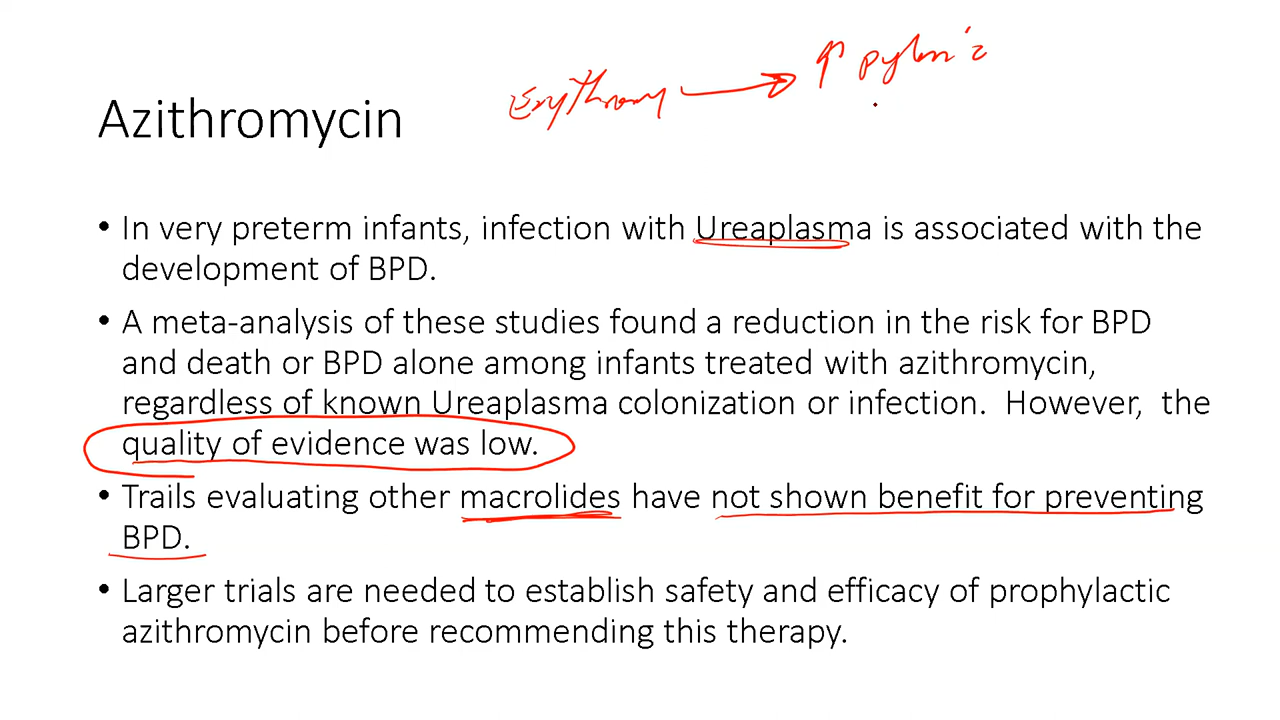 Erythromy → ↑ pyloric
Azithromycin
• In very preterm infants, infection with Ureaplasma is associated with the
development of BPD.
• A meta-analysis of these studies found a reduction in the risk for BPD
and death or BPD alone among infants treated with azithromycin,
regardless of known Ureaplasma colonization or infection. However, the
quality of evidence was low.
• Trails evaluating other macrolides have not shown benefit for preventing
BPD.
• Larger trials are needed to establish safety and efficacy of prophylactic
azithromycin before recommending this therapy.